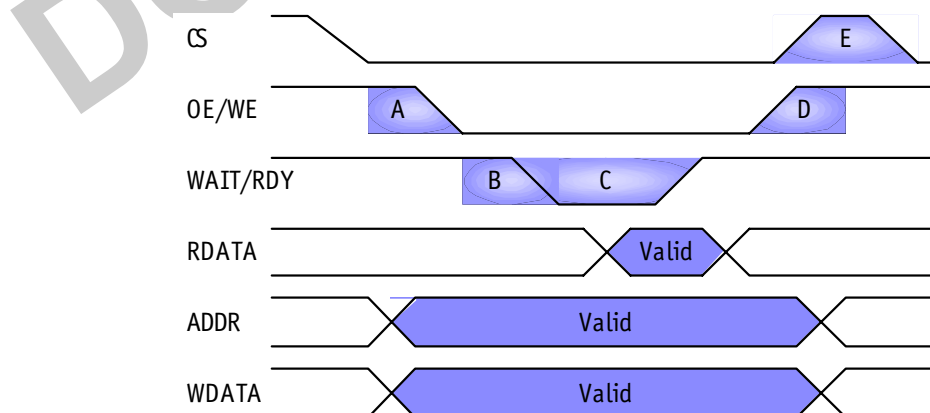 CS E
OE/WE A D
WAIT/RDY B C
RDATA Valid
ADDR Valid
WDATA Valid